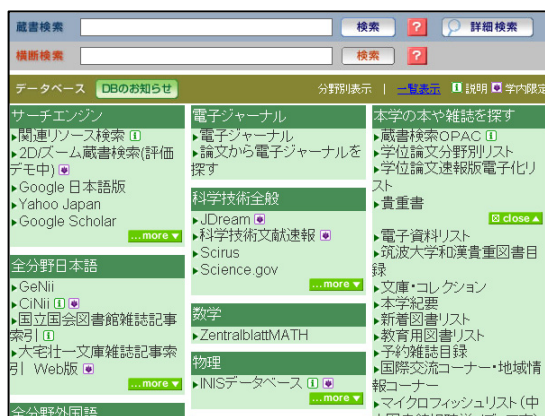 蔵書検索 検索 ? 詳細検索
横断検索 検索 ?
データベース DBのお知らせ 分野別表示 | 一覧表示 i 説明 学内限定
サーチエンジン
関連リソース検索 i
2D/ズーム蔵書検索(評価
デモ中)
Google 日本語版
Yahoo Japan
Google Scholar
...more
全分野日本語
GeNii
CiNii i
国立国会図書館雑誌記事
索引 i
大宅壮一文庫雑誌記事索
引 Web版
...more
全分野外国語
電子ジャーナル
電子ジャーナル
論文から電子ジャーナルを
探す
科学技術全般
JDream
科学技術文献速報
Scirus
Science.gov
...more
数学
ZentralblattMATH
物理
INISデータベース i
...more
本学の本や雑誌を探す
蔵書検索OPAC i
学位論文分野別リスト
学位論文速報版電子化リ
スト
貴重書
close
電子資料リスト
筑波大学和漢貴重図書目
録
文庫・コレクション
本学紀要
新着図書リスト
教育用図書リスト
予約雑誌目録
国際交流コーナー・地域情
報コーナー
マイクロフィッシュリスト(中